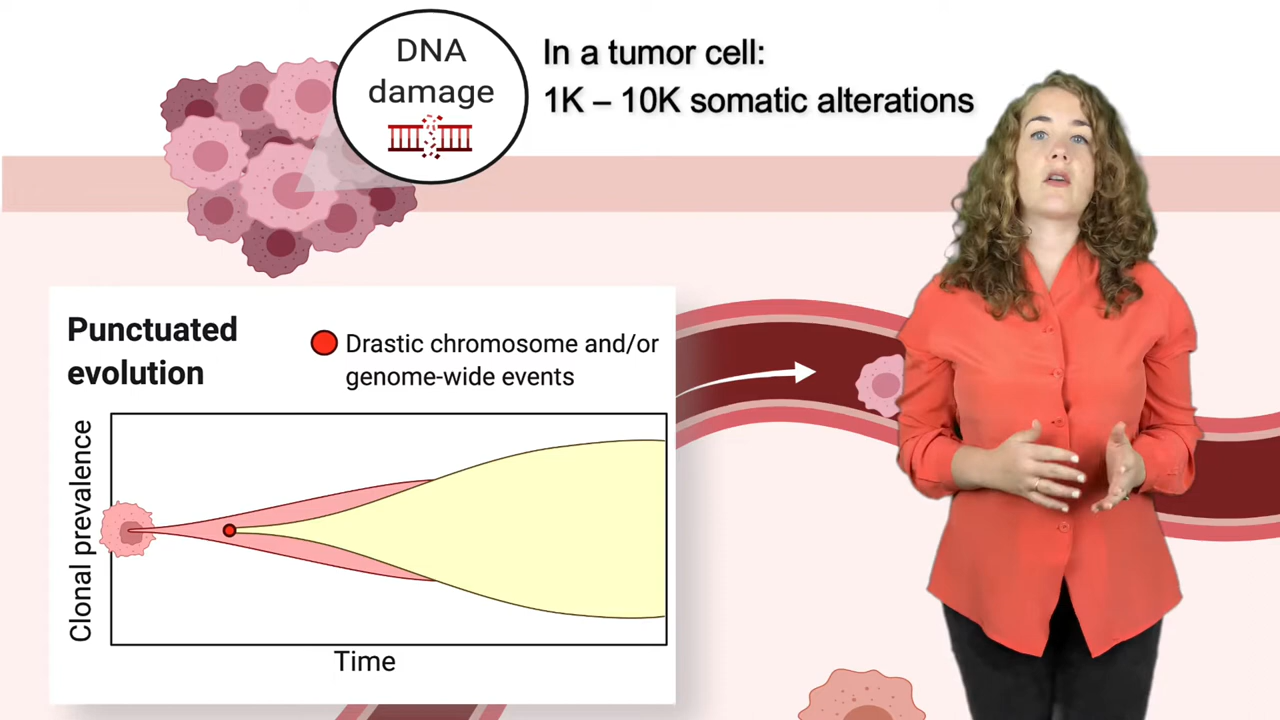 DNA
damage
In a tumor cell:
1K – 10K somatic alterations
Punctuated
evolution
Drastic chromosome and/or
genome-wide events
Clonal prevalence
Time